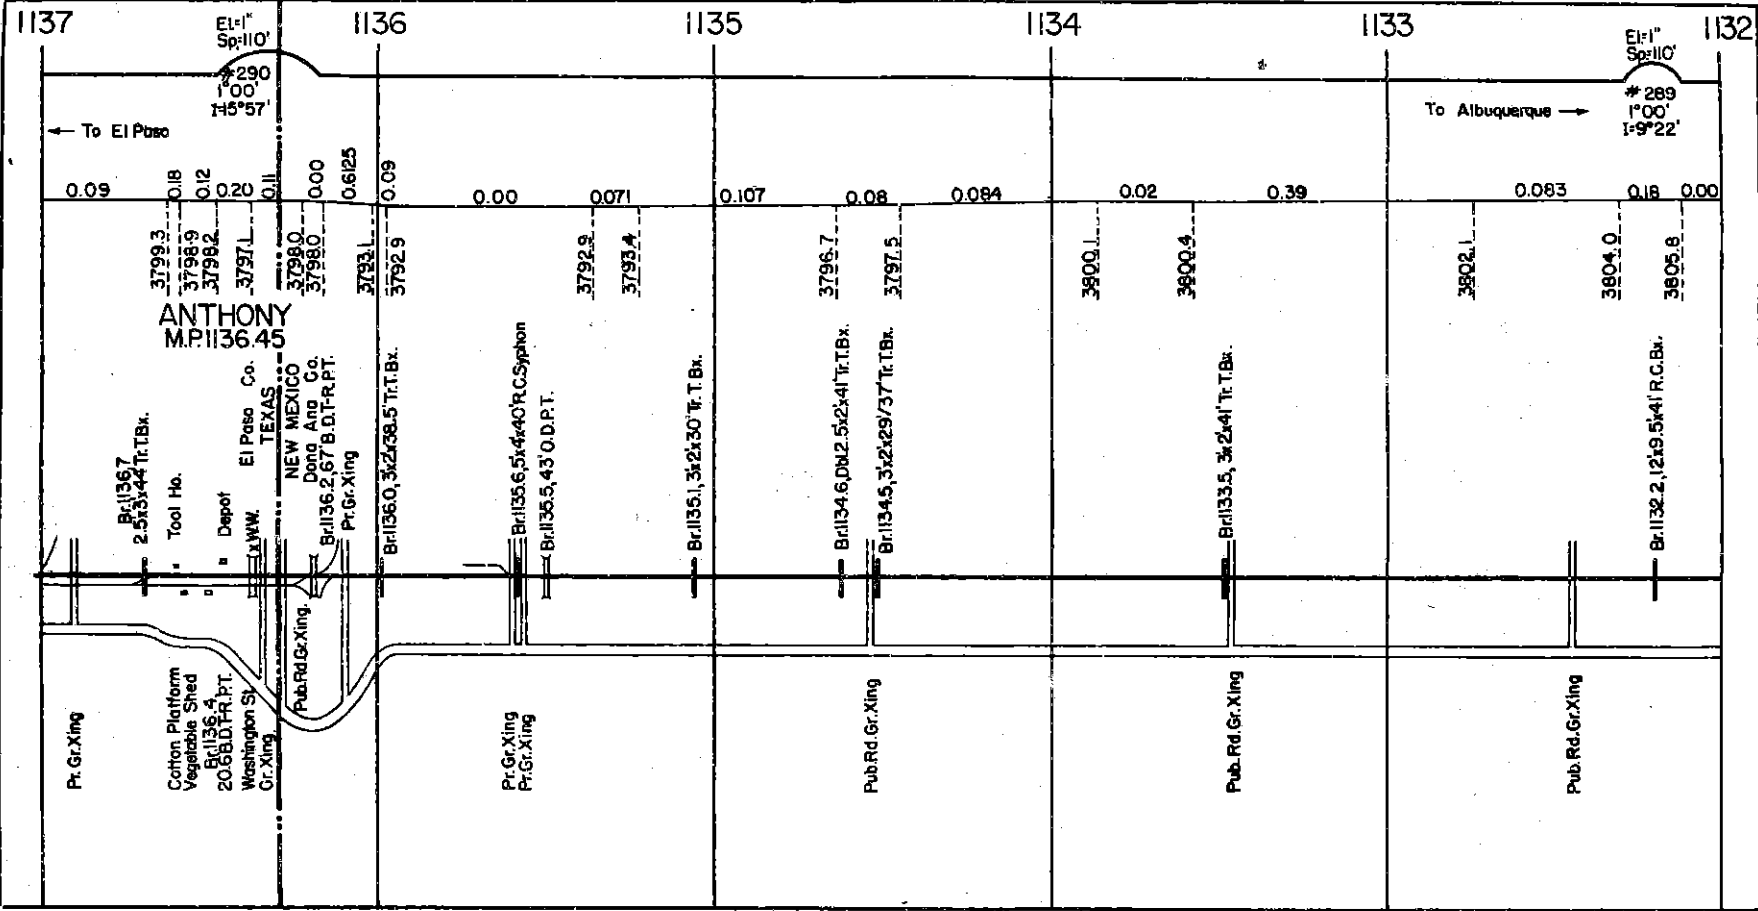 1137
1136
1135
1134
1133
1132
El=1"
Sp=110'
#290
1°00'
I=15°57'
El=1"
Sp=110'
#289
1°00'
I=9°22'
← To El Paso
To Albuquerque →
0.09
0.18
0.12
0.20
0.11
0.00
0.6125
0.09
0.00
0.071
0.107
0.08
0.084
0.02
0.39
0.083
0.18
0.00
3799.3
3798.9
3798.2
3797.1
3798.0
3798.0
3793.1
3792.9
3792.9
3793.4
3796.7
3797.5
3800.1
3800.4
3802.1
3804.0
3805.8
ANTHONY
M.P.1136.45
Br.1136.7
2.5'x3'x44'Tr.T.Bx.
Tool Ho.
Depot
El Paso Co.
TEXAS
NEW MEXICO
Dona Ana Co.
x W.W.
Br.1136.2, 67' B.D.T-R.P.T.
Pr.Gr.Xing
Br.1136.0, 3'x2'x38.5' Tr.T.Bx.
Br.1135.6, 5'x4'x40' R.C.Syphon
Br.1135.5, 43' O.D.P.T.
Br.1135.1, 3'x2'x30' Tr.T.Bx.
Br.1134.6, Dbl.2.5'x2'x41' Tr.T.Bx.
Br.1134.5, 3'x2'x29'/37' Tr.T.Bx.
Br.1133.5, 3'x2'x41' Tr.T.Bx.
Br.1132.2, 12'x9.5'x41' R.C.Bx.
Pr.Gr.Xing
Cotton Platform
Vegetable Shed
Br.1136.4
20.6'B.D.T-R.P.T.
Washington St.
Gr.Xing
Pub.Rd.Gr.Xing.
Pr.Gr.Xing
Pr.Gr.Xing
Pub.Rd.Gr.Xing
Pub.Rd.Gr.Xing
Pub.Rd.Gr.Xing